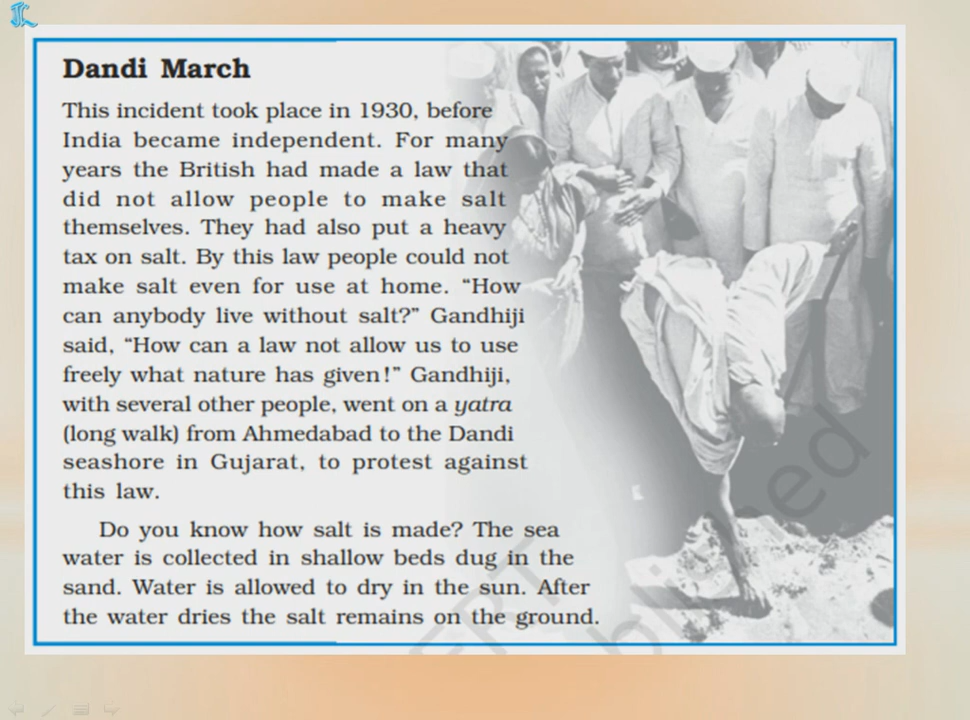 Dandi March
This incident took place in 1930, before
India became independent. For many
years the British had made a law that
did not allow people to make salt
themselves. They had also put a heavy
tax on salt. By this law people could not
make salt even for use at home. “How
can anybody live without salt?” Gandhiji
said, “How can a law not allow us to use
freely what nature has given!” Gandhiji,
with several other people, went on a yatra
(long walk) from Ahmedabad to the Dandi
seashore in Gujarat, to protest against
this law.
Do you know how salt is made? The sea
water is collected in shallow beds dug in the
sand. Water is allowed to dry in the sun. After
the water dries the salt remains on the ground.